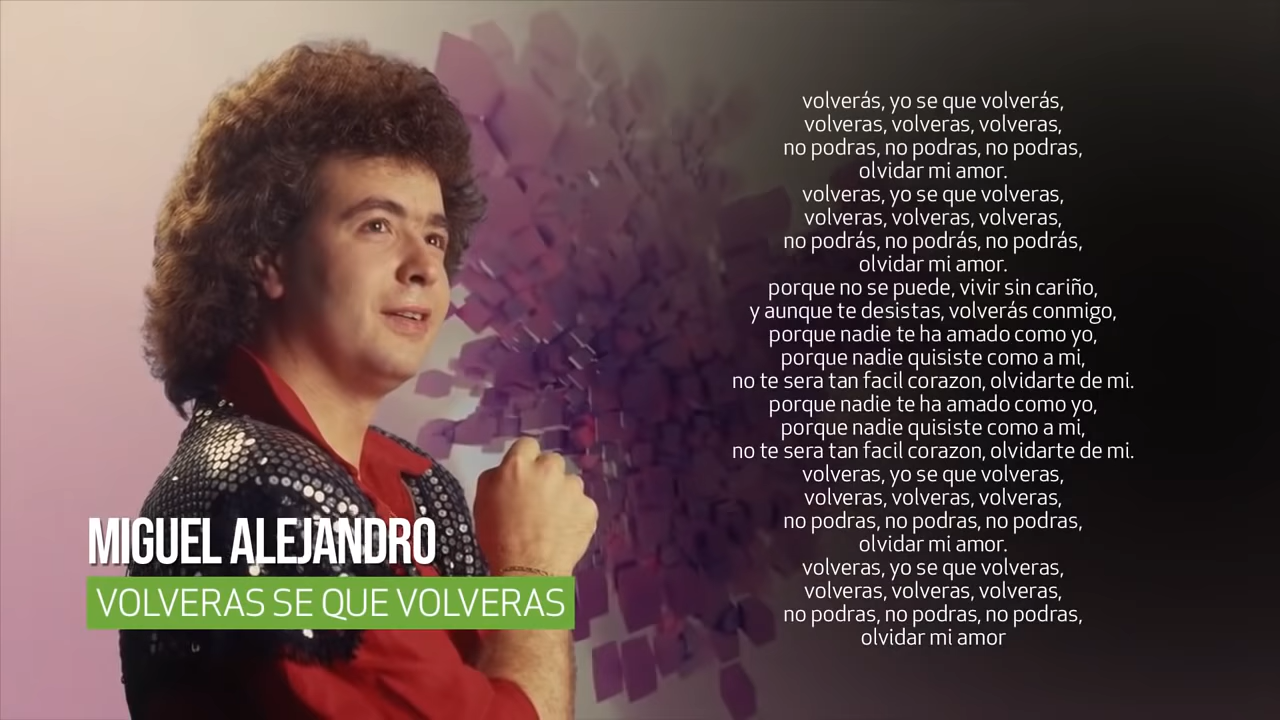 MIGUEL ALEJANDRO
VOLVERAS SE QUE VOLVERAS
volverás, yo se que volverás,
volveras, volveras, volveras,
no podras, no podras, no podras,
olvidar mi amor.
volveras, yo se que volveras,
volveras, volveras, volveras,
no podrás, no podrás, no podrás,
olvidar mi amor.
porque no se puede, vivir sin cariño,
y aunque te desistas, volverás conmigo,
porque nadie te ha amado como yo,
porque nadie quisiste como a mi,
no te sera tan facil corazon, olvidarte de mi.
porque nadie te ha amado como yo,
porque nadie quisiste como a mi,
no te sera tan facil corazon, olvidarte de mi.
volveras, yo se que volveras,
volveras, volveras, volveras,
no podras, no podras, no podras,
olvidar mi amor.
volveras, yo se que volveras,
volveras, volveras, volveras,
no podras, no podras, no podras,
olvidar mi amor